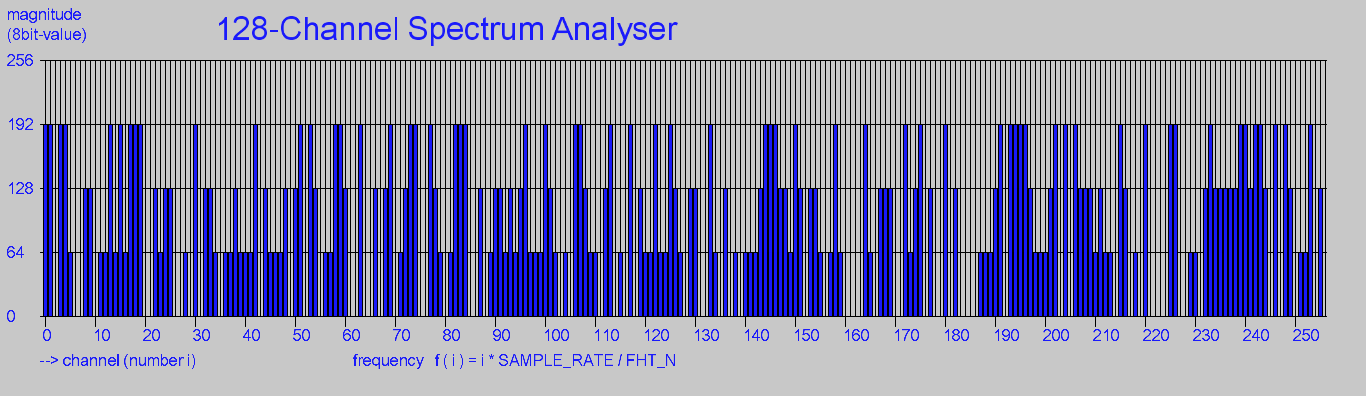 magnitude
(8bit-value)
128-Channel Spectrum Analyser
256
192
128
64
0
0 10 20 30 40 50 60 70 80 90 100 110 120 130 140 150 160 170 180 190 200 210 220 230 240 250
--> channel (number i) frequency f ( i ) = i * SAMPLE_RATE / FHT_N